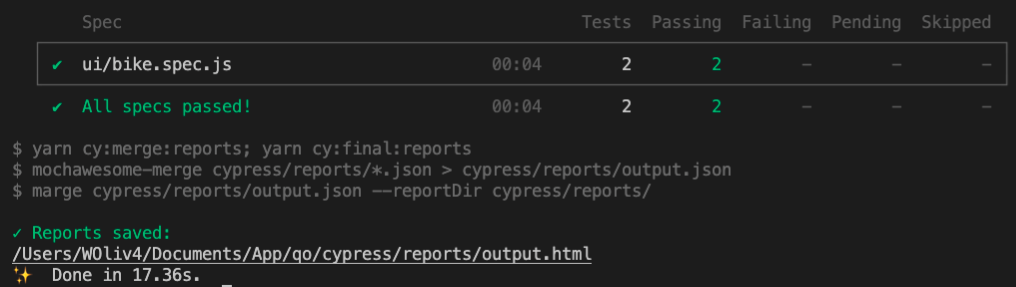 Spec Tests Passing Failing Pending Skipped
✔ ui/bike.spec.js 00:04 2 2 – – –
✔ All specs passed! 00:04 2 2 – – –
$ yarn cy:merge:reports; yarn cy:final:reports
$ mochawesome-merge cypress/reports/*.json > cypress/reports/output.json
$ marge cypress/reports/output.json --reportDir cypress/reports/
✓ Reports saved:
/Users/WOliv4/Documents/App/qo/cypress/reports/output.html
✨ Done in 17.36s.